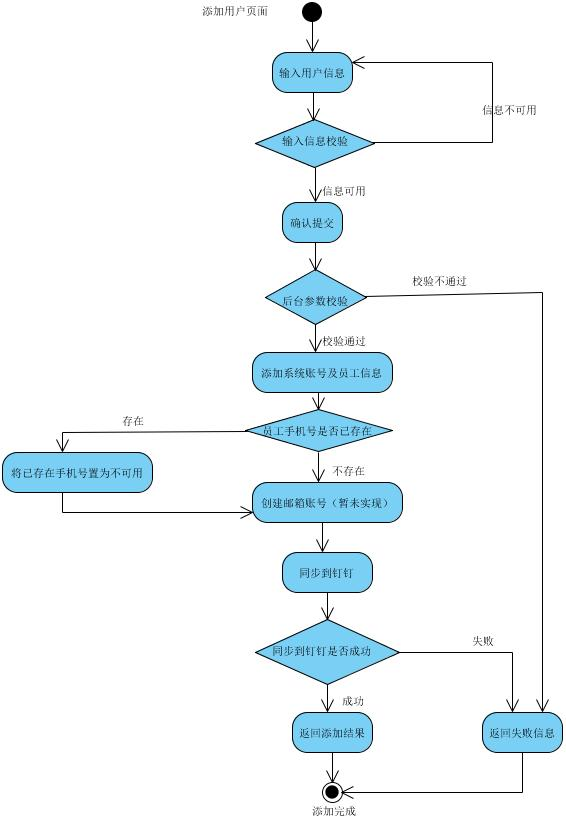 添加用户页面
输入用户信息
信息不可用
输入信息校验
信息可用
确认提交
校验不通过
后台参数校验
校验通过
添加系统账号及员工信息
存在
员工手机号是否已存在
将已存在手机号置为不可用
不存在
创建邮箱账号（暂未实现）
同步到钉钉
失败
同步到钉钉是否成功
成功
返回添加结果
返回失败信息
添加完成